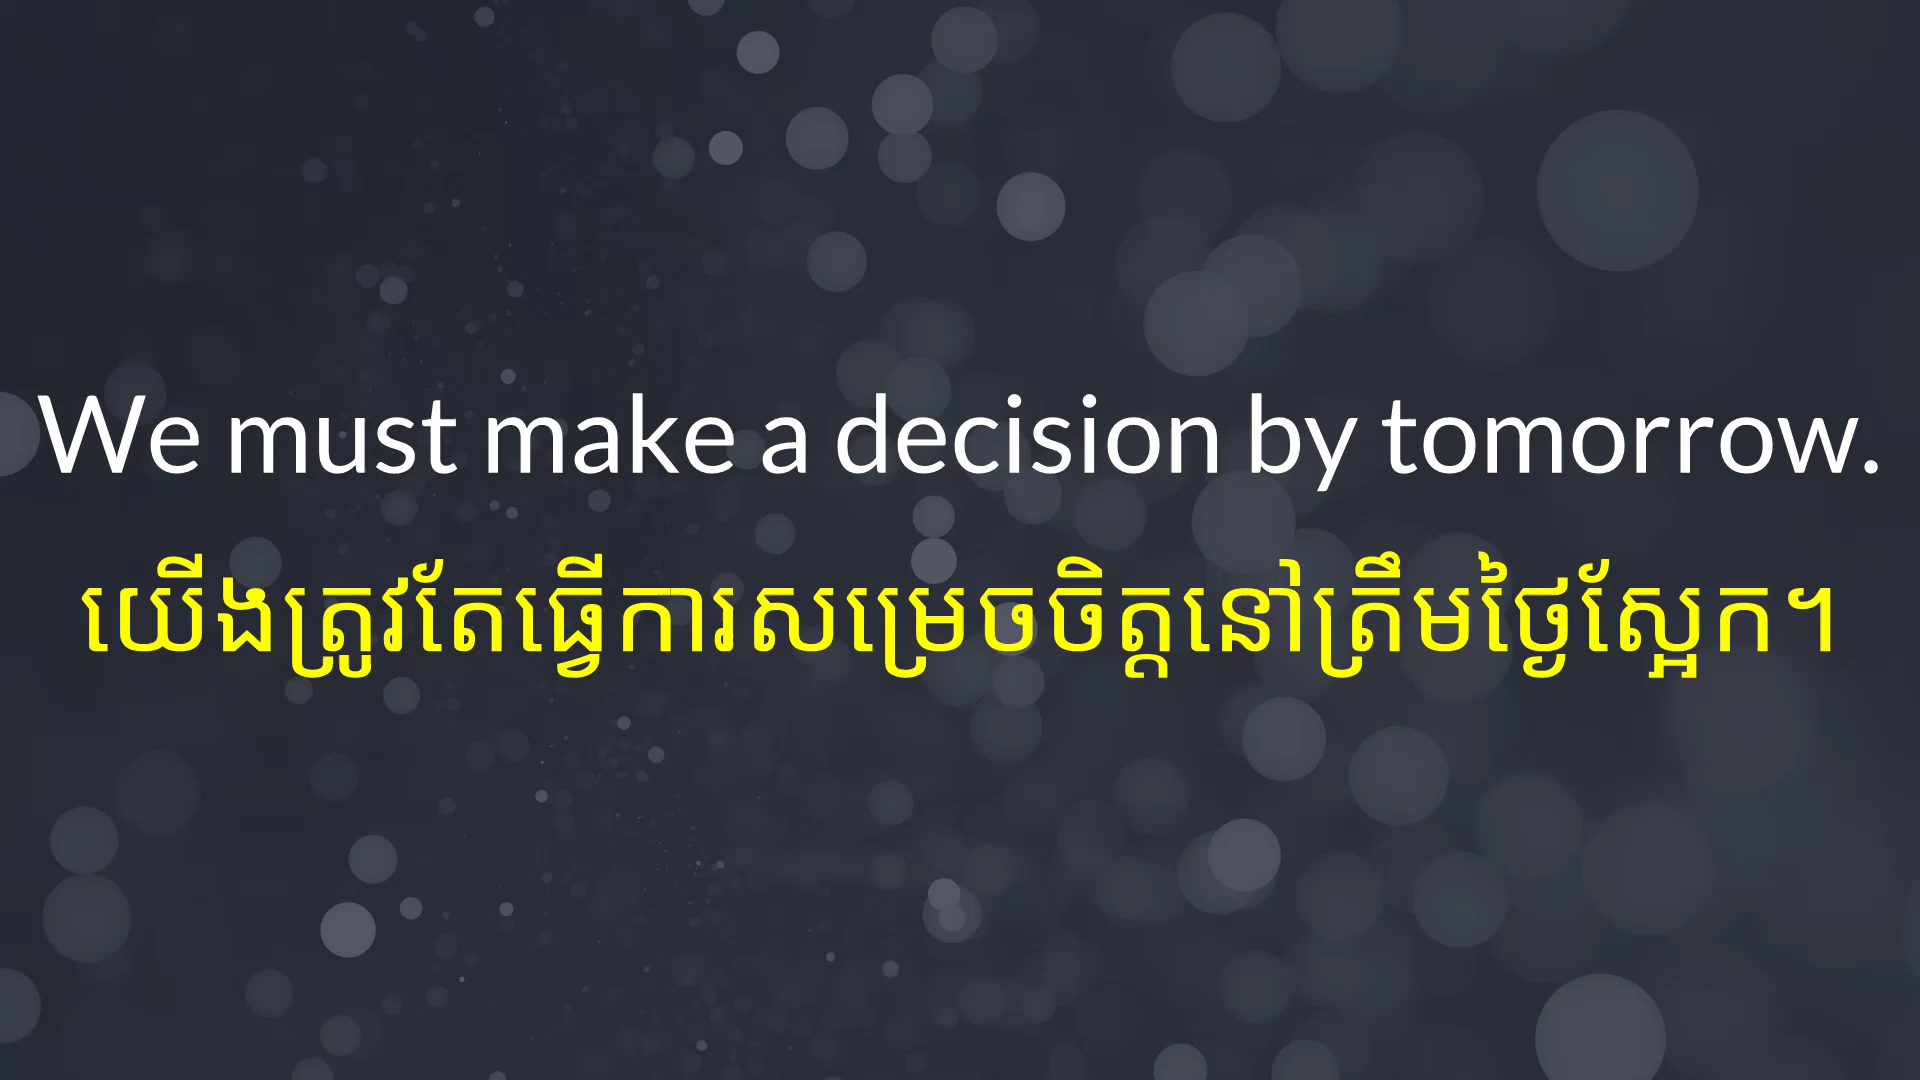 We must make a decision by tomorrow.
យើងត្រូវតែធ្វើការសម្រេចចិត្តនៅត្រឹមថ្ងៃស្អែក។